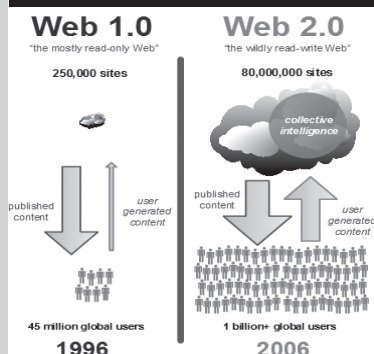 Web 1.0
"the mostly read-only Web"
250,000 sites
published
content
user
generated
content
45 million global users
1996
Web 2.0
"the wildly read-write Web"
80,000,000 sites
collective
intelligence
published
content
user
generated
content
1 billion+ global users
2006